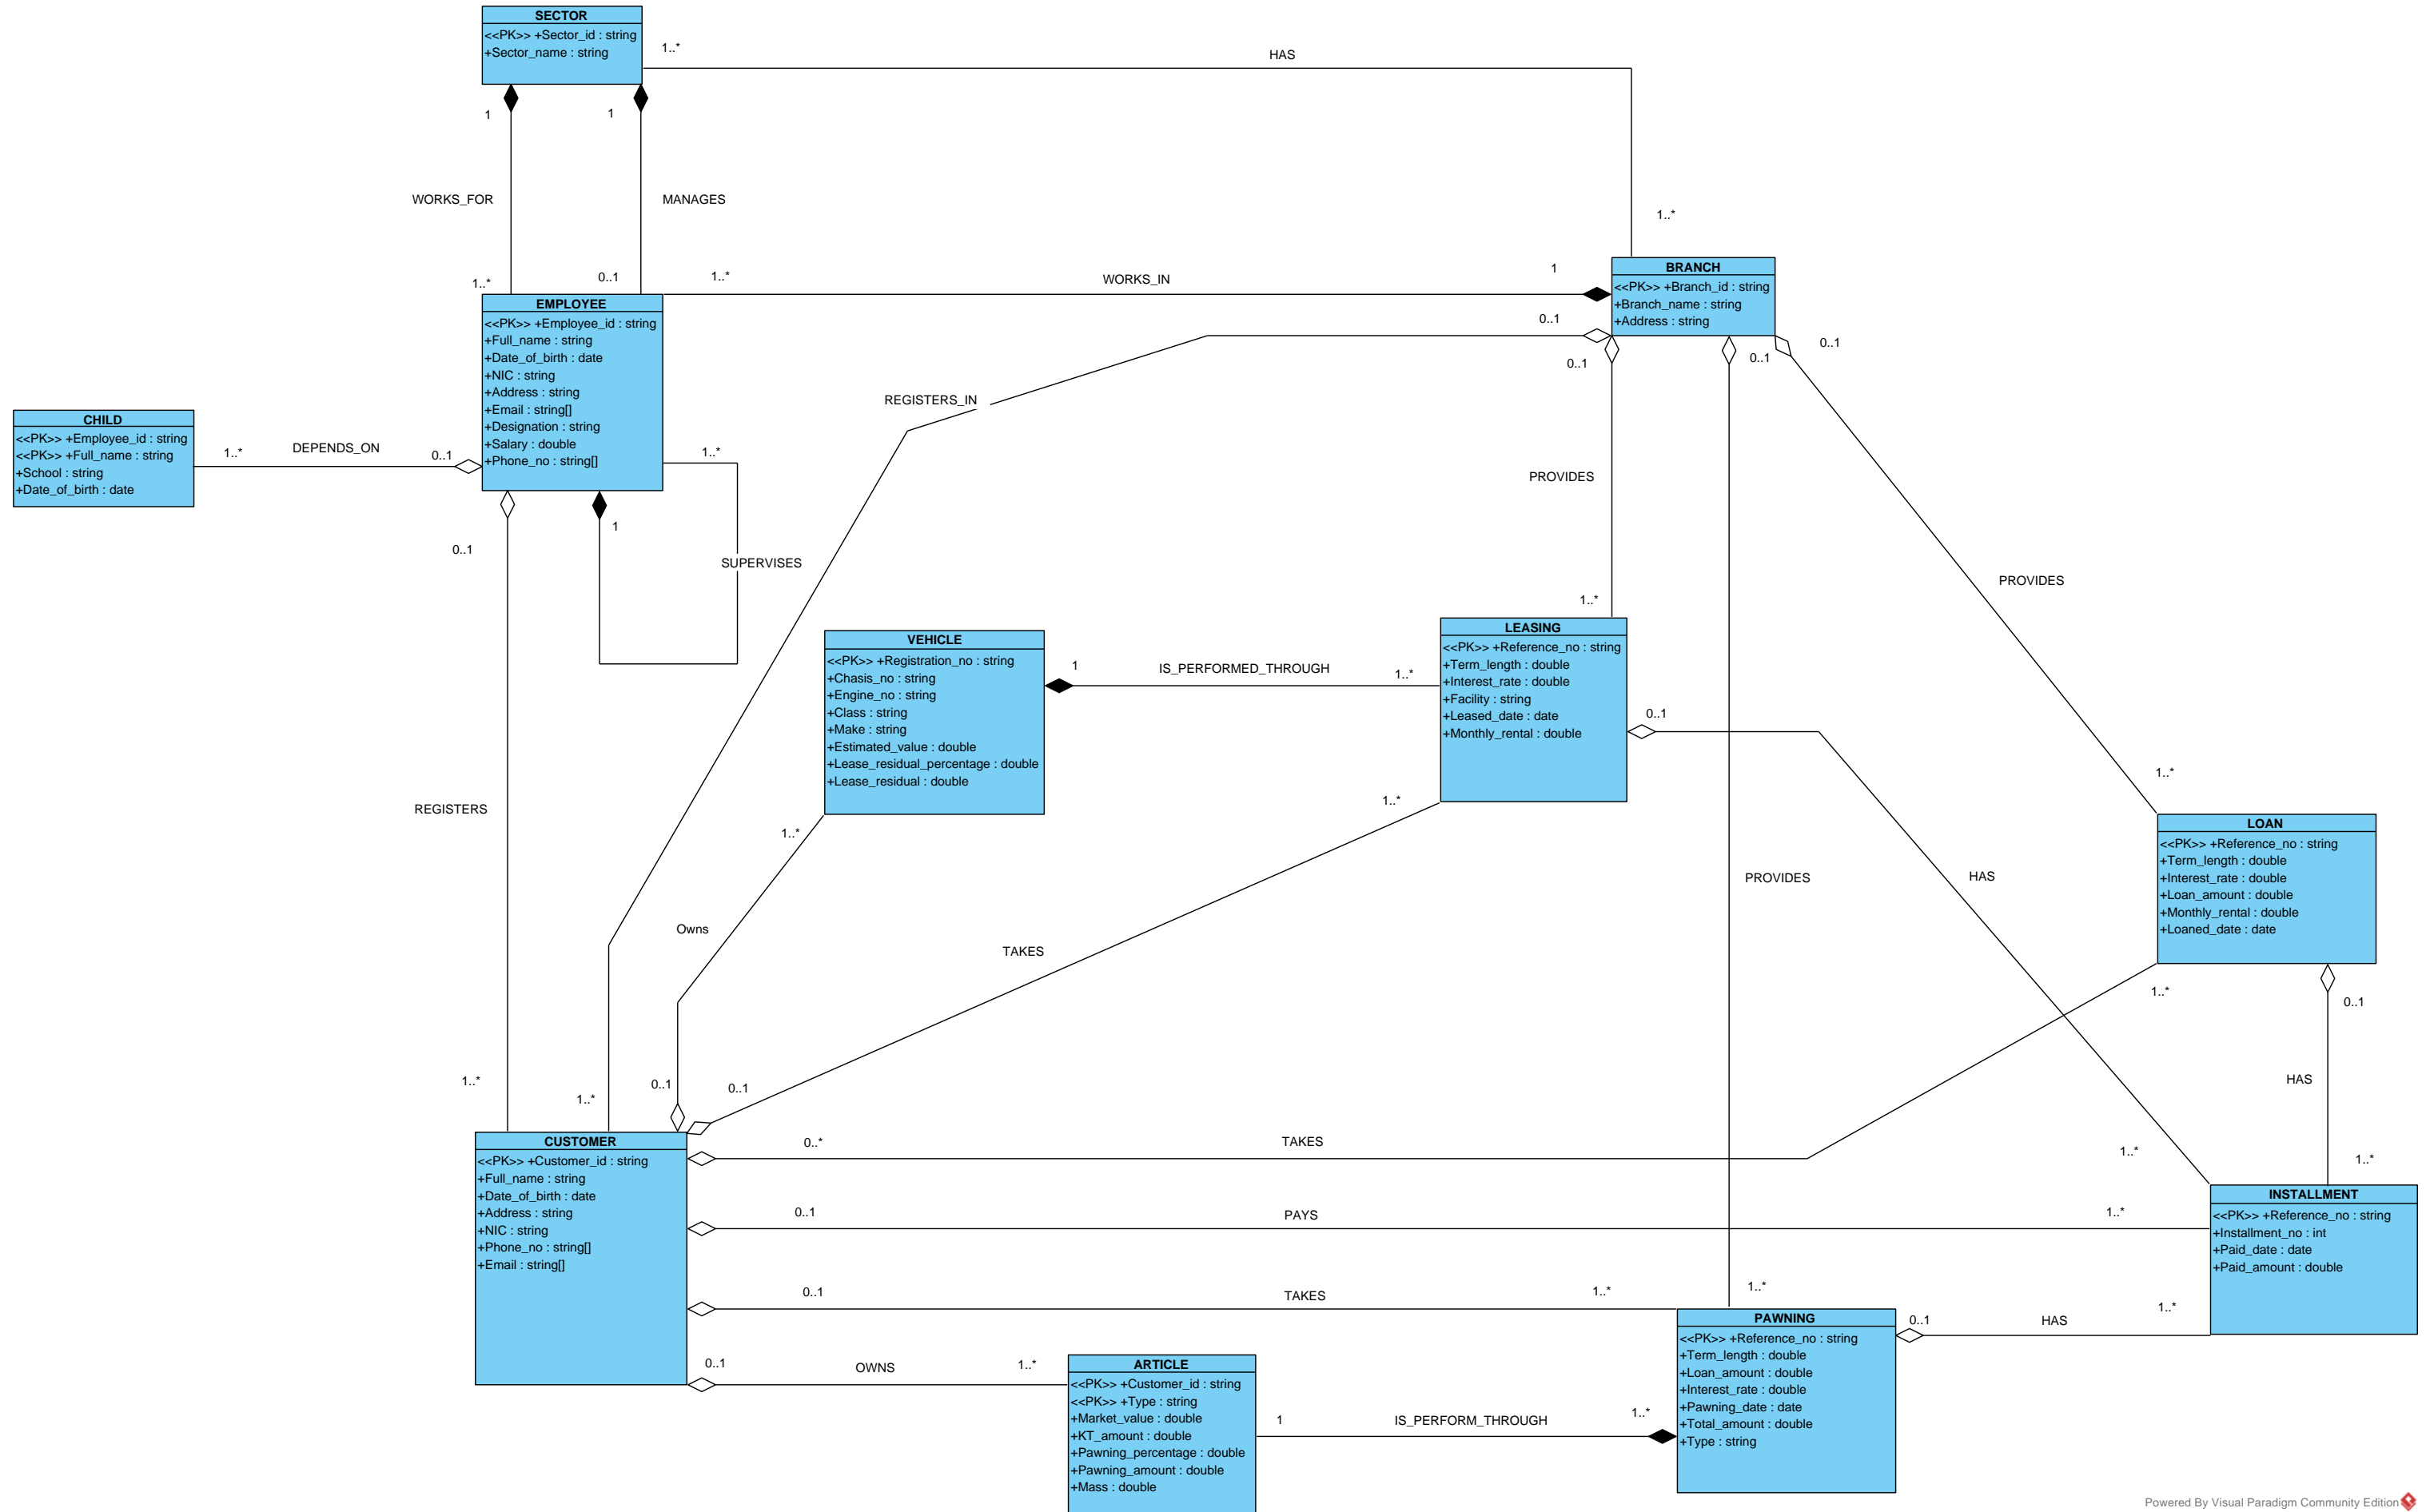 SECTOR
<<PK>> +Sector_id : string
+Sector_name : string
1..*
HAS
1
1
WORKS_FOR
MANAGES
1..*
1..*
0..1
1..*
WORKS_IN
1
BRANCH
<<PK>> +Branch_id : string
+Branch_name : string
+Address : string
0..1
0..1
0..1
0..1
EMPLOYEE
<<PK>> +Employee_id : string
+Full_name : string
+Date_of_birth : date
+NIC : string
+Address : string
+Email : string[]
+Designation : string
+Salary : double
+Phone_no : string[]
REGISTERS_IN
CHILD
<<PK>> +Employee_id : string
<<PK>> +Full_name : string
+School : string
+Date_of_birth : date
1..*
DEPENDS_ON
0..1
1..*
PROVIDES
1
0..1
SUPERVISES
PROVIDES
1..*
VEHICLE
<<PK>> +Registration_no : string
+Chasis_no : string
+Engine_no : string
+Class : string
+Make : string
+Estimated_value : double
+Lease_residual_percentage : double
+Lease_residual : double
1
IS_PERFORMED_THROUGH
1..*
LEASING
<<PK>> +Reference_no : string
+Term_length : double
+Interest_rate : double
+Facility : string
+Leased_date : date
+Monthly_rental : double
0..1
1..*
REGISTERS
1..*
1..*
LOAN
<<PK>> +Reference_no : string
+Term_length : double
+Interest_rate : double
+Loan_amount : double
+Monthly_rental : double
+Loaned_date : date
PROVIDES
HAS
Owns
TAKES
1..*
0..1
1..*
1..*
0..1
0..1
HAS
CUSTOMER
<<PK>> +Customer_id : string
+Full_name : string
+Date_of_birth : date
+Address : string
+NIC : string
+Phone_no : string[]
+Email : string[]
0..*
TAKES
1..*
1..*
INSTALLMENT
<<PK>> +Reference_no : string
+Installment_no : int
+Paid_date : date
+Paid_amount : double
0..1
PAYS
1..*
0..1
TAKES
1..*
1..*
PAWNING
<<PK>> +Reference_no : string
+Term_length : double
+Loan_amount : double
+Interest_rate : double
+Pawning_date : date
+Total_amount : double
+Type : string
0..1
HAS
1..*
0..1
OWNS
1..*
ARTICLE
<<PK>> +Customer_id : string
<<PK>> +Type : string
+Market_value : double
+KT_amount : double
+Pawning_percentage : double
+Pawning_amount : double
+Mass : double
1
IS_PERFORM_THROUGH
1..*
Powered By Visual Paradigm Community Edition